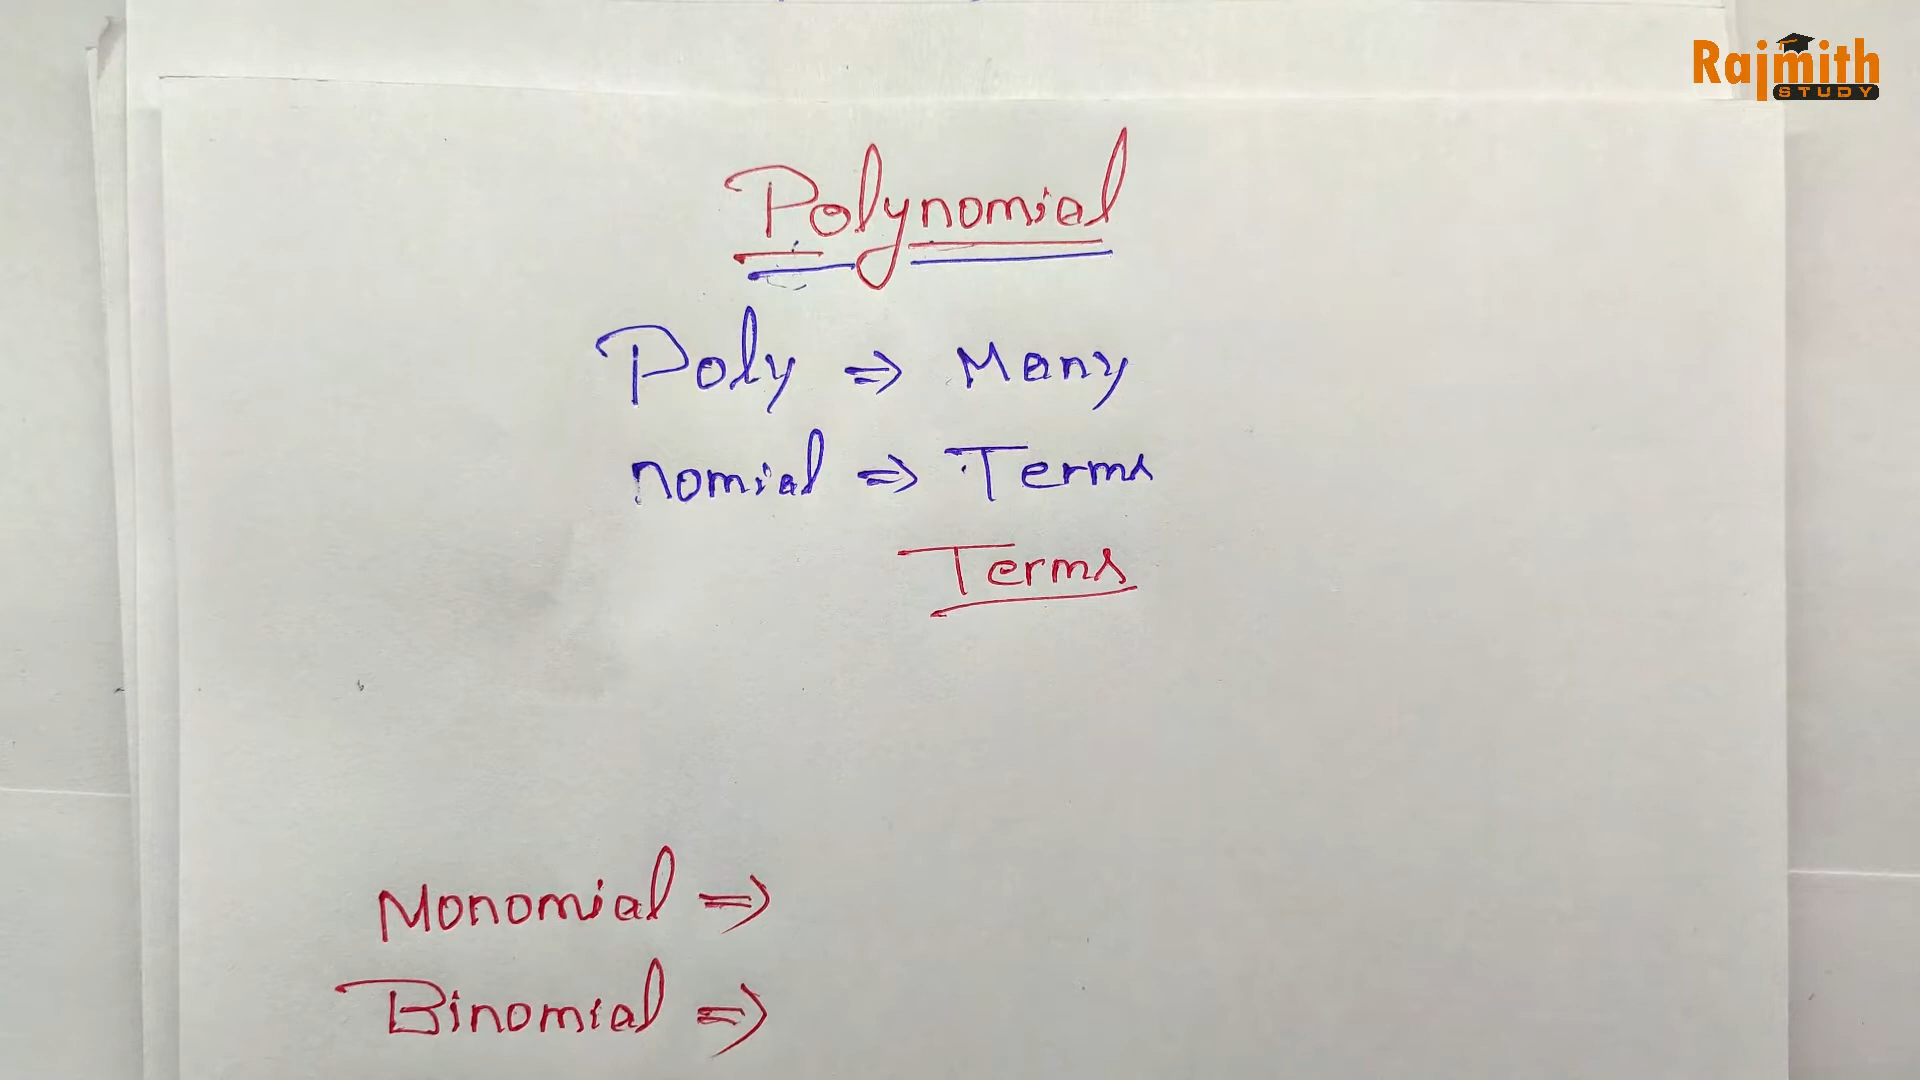 Rajmith
STUDY
Polynomial
Poly ⇒ Many
nomial ⇒ Terms
Terms
Monomial ⇒
Binomial ⇒